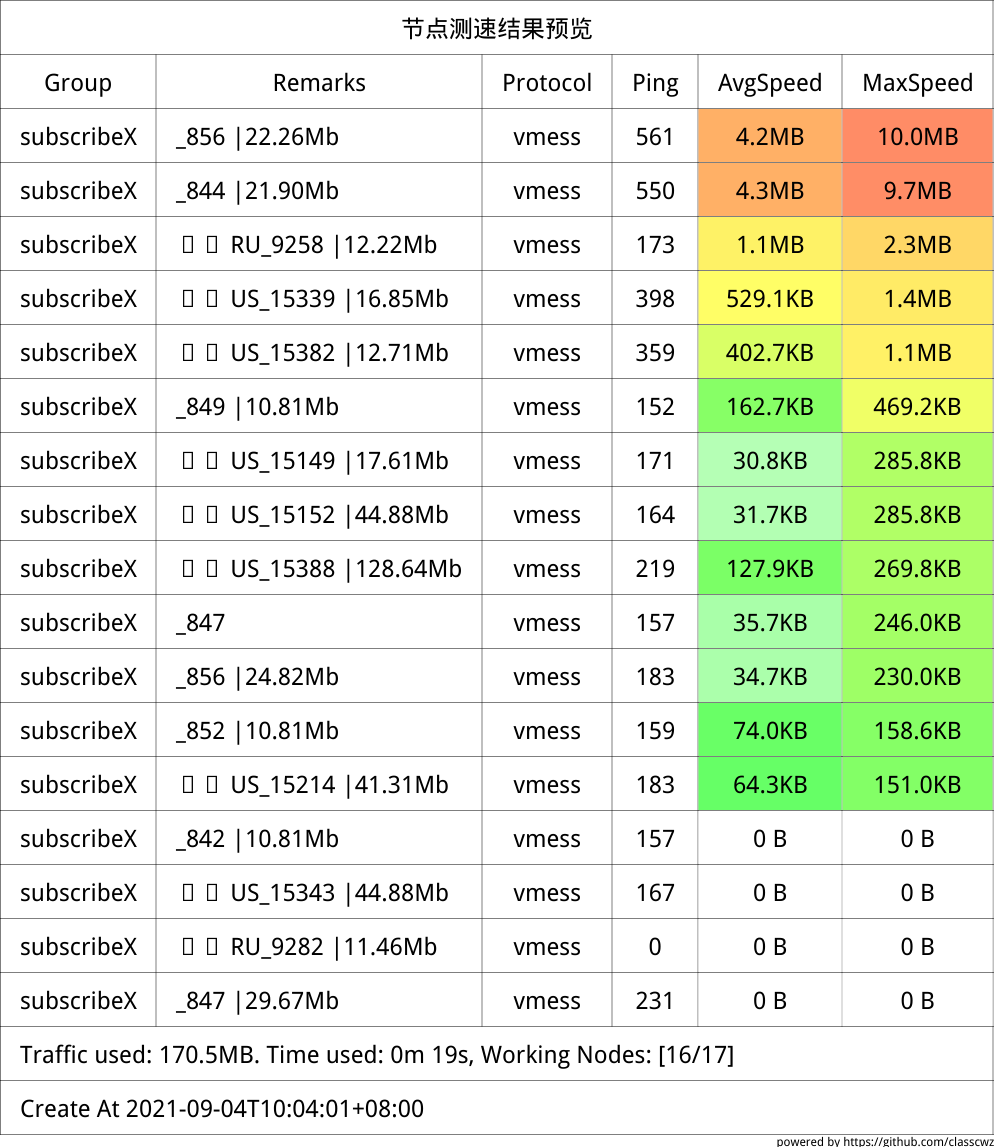 节点测速结果预览
Group Remarks Protocol Ping AvgSpeed MaxSpeed
subscribeX _856 |22.26Mb vmess 561 4.2MB 10.0MB
subscribeX _844 |21.90Mb vmess 550 4.3MB 9.7MB
subscribeX RU_9258 |12.22Mb vmess 173 1.1MB 2.3MB
subscribeX US_15339 |16.85Mb vmess 398 529.1KB 1.4MB
subscribeX US_15382 |12.71Mb vmess 359 402.7KB 1.1MB
subscribeX _849 |10.81Mb vmess 152 162.7KB 469.2KB
subscribeX US_15149 |17.61Mb vmess 171 30.8KB 285.8KB
subscribeX US_15152 |44.88Mb vmess 164 31.7KB 285.8KB
subscribeX US_15388 |128.64Mb vmess 219 127.9KB 269.8KB
subscribeX _847 vmess 157 35.7KB 246.0KB
subscribeX _856 |24.82Mb vmess 183 34.7KB 230.0KB
subscribeX _852 |10.81Mb vmess 159 74.0KB 158.6KB
subscribeX US_15214 |41.31Mb vmess 183 64.3KB 151.0KB
subscribeX _842 |10.81Mb vmess 157 0 B 0 B
subscribeX US_15343 |44.88Mb vmess 167 0 B 0 B
subscribeX RU_9282 |11.46Mb vmess 0 0 B 0 B
subscribeX _847 |29.67Mb vmess 231 0 B 0 B
Traffic used: 170.5MB. Time used: 0m 19s, Working Nodes: [16/17]
Create At 2021-09-04T10:04:01+08:00
powered by https://github.com/classcwz